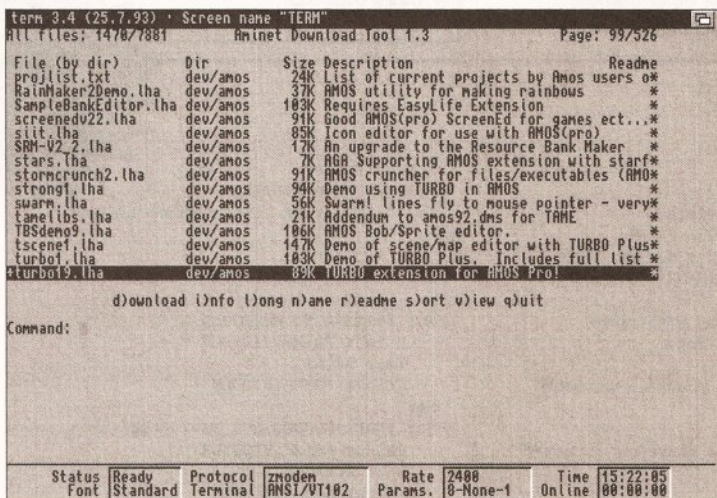 term 3.4 (25.7.93) · Screen name "TERM"
All files: 1470/7881 Aminet Download Tool 1.3 Page: 99/526
File (by dir) Dir Size Description Readme
projlist.txt dev/amos 24K List of current projects by Amos users o*
RainMaker2Demo.lha dev/amos 37K AMOS utility for making rainbows *
SampleBankEditor.lha dev/amos 103K Requires EasyLife Extension *
screenedv22.lha dev/amos 91K Good AMOS(pro) ScreenEd for games ect...*
siit.lha dev/amos 85K Icon editor for use with AMOS(pro) *
SRM-V2_2.lha dev/amos 17K An upgrade to the Resource Bank Maker *
stars.lha dev/amos 7K AGA Supporting AMOS extension with starf*
stormcrunch2.lha dev/amos 91K AMOS cruncher for files/executables (AMO*
strong1.lha dev/amos 94K Demo using TURBO in AMOS *
swarm.lha dev/amos 56K Swarm! lines fly to mouse pointer - very*
tamelibs.lha dev/amos 21K Addendum to amos92.dms for TAME *
TBSdemo9.lha dev/amos 106K AMOS Bob/Sprite editor. *
tscene1.lha dev/amos 147K Demo of scene/map editor with TURBO Plus*
turbo1.lha dev/amos 103K Demo of TURBO Plus. Includes full list *
+turbo19.lha dev/amos 89K TURBO extension for AMOS Pro! *
d)ownload i)nfo l)ong n)ame r)eadme s)ort v)iew q)uit
Command:
Status Ready Protocol zmodem Rate 2400 Time 15:22:05
Font Standard Terminal ANSI/VT102 Params. 8-None-1 Online 00:00:00